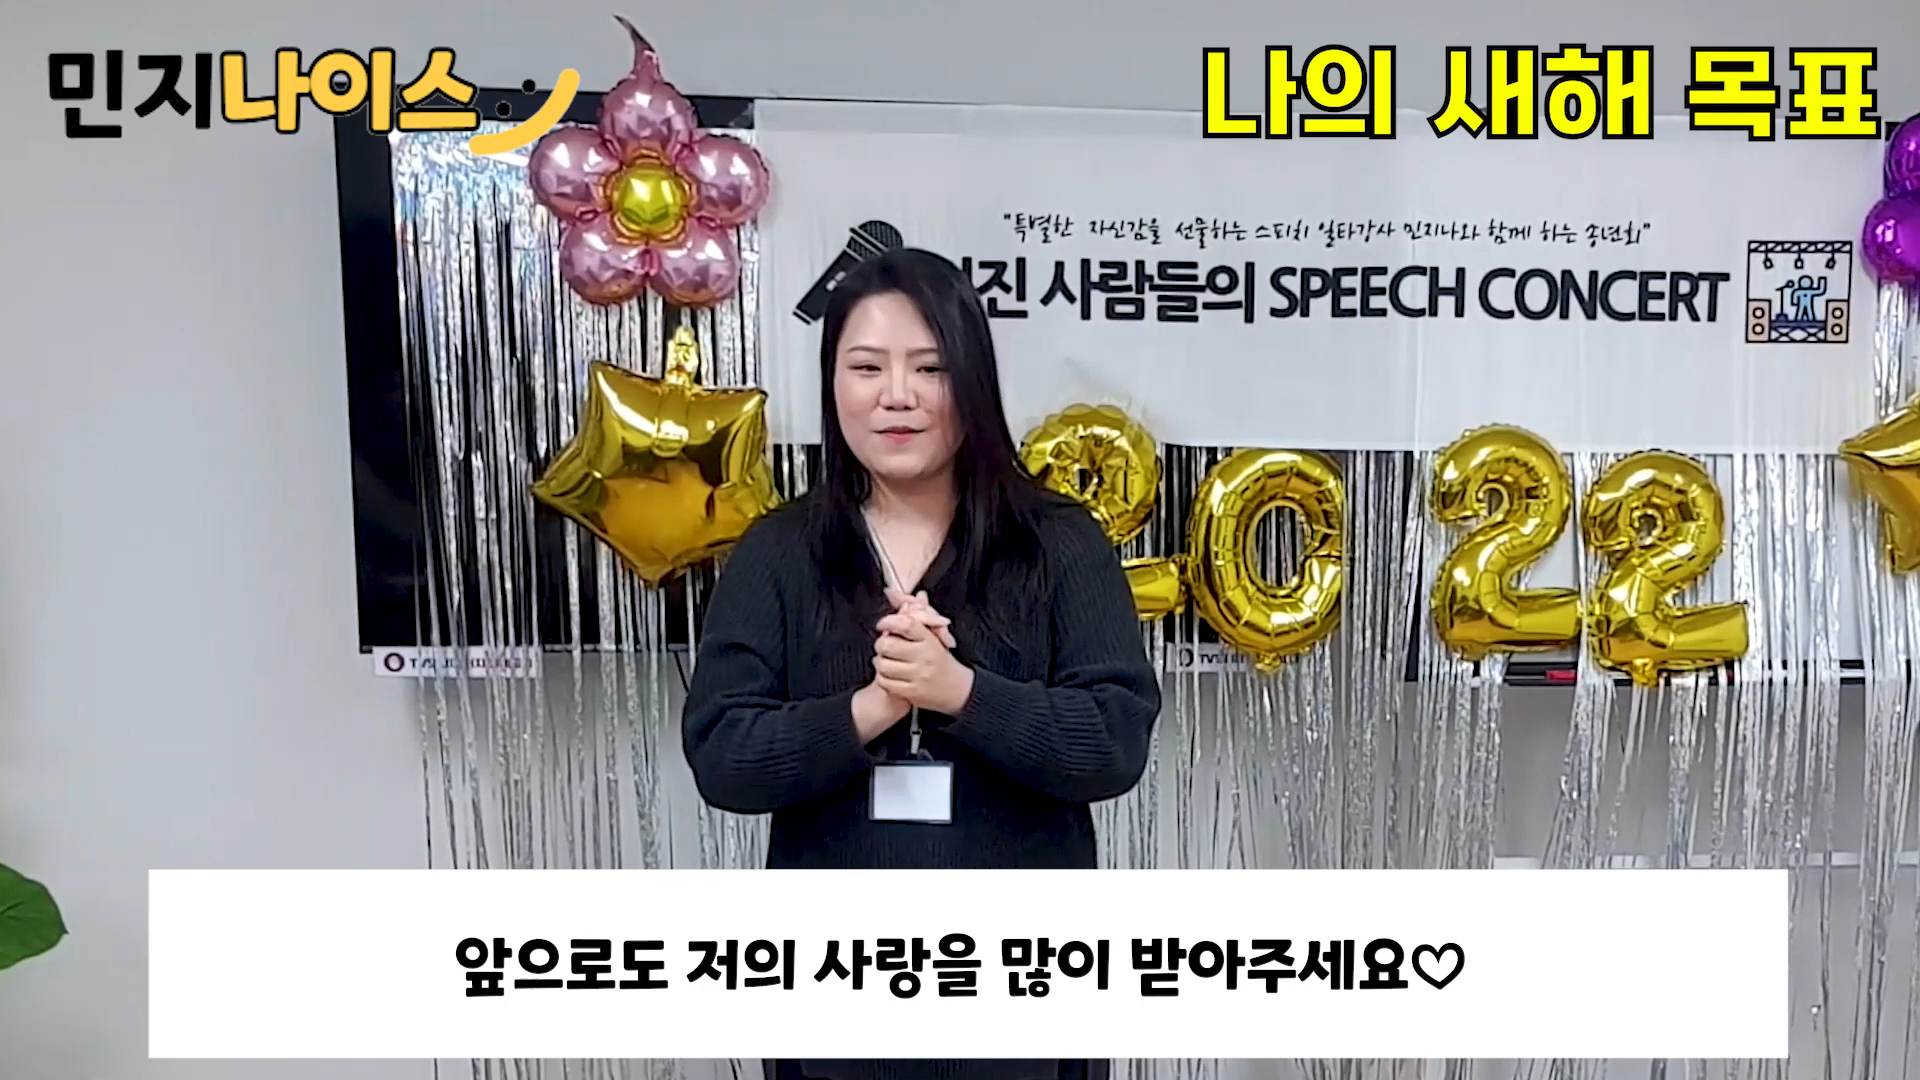 민지나이스
나의 새해 목표
"특별한 자신감을 선물하는 스피치 일타강사 민지나와 함께 하는 송년회"
진 사람들의 SPEECH CONCERT
2022
앞으로도 저의 사랑을 많이 받아주세요♡